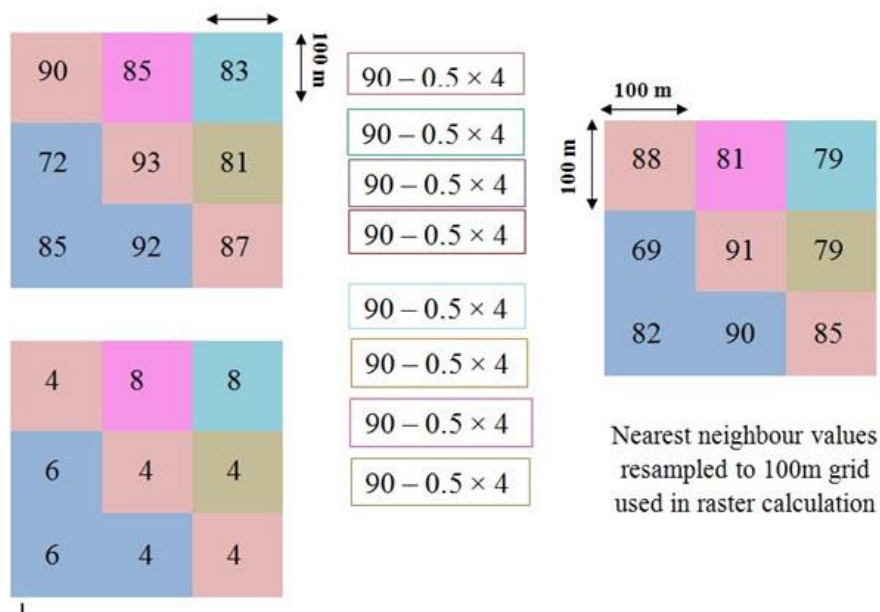 100 m
90 85 83
72 93 81
85 92 87
4 8 8
6 4 4
6 4 4
90 – 0.5 × 4
90 – 0.5 × 4
90 – 0.5 × 4
90 – 0.5 × 4
90 – 0.5 × 4
90 – 0.5 × 4
90 – 0.5 × 4
90 – 0.5 × 4
100 m
100 m
88 81 79
69 91 79
82 90 85
Nearest neighbour values
resampled to 100m grid
used in raster calculation